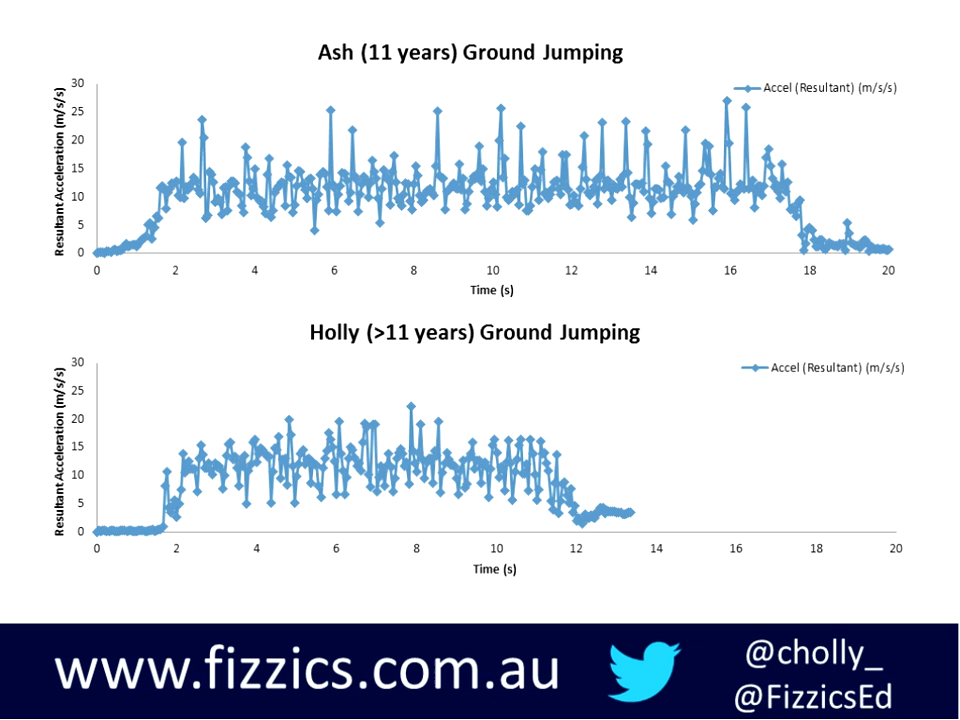 Ash (11 years) Ground Jumping
Resultant Acceleration (m/s/s)
30
25
20
15
10
5
0
Accel (Resultant) (m/s/s)
0 2 4 6 8 10 12 14 16 18 20
Time (s)
Holly (>11 years) Ground Jumping
Resultant Acceleration (m/s/s)
30
25
20
15
10
5
0
Accel (Resultant) (m/s/s)
0 2 4 6 8 10 12 14 16 18 20
Time (s)
www.fizzics.com.au
@cholly_
@FizzicsEd